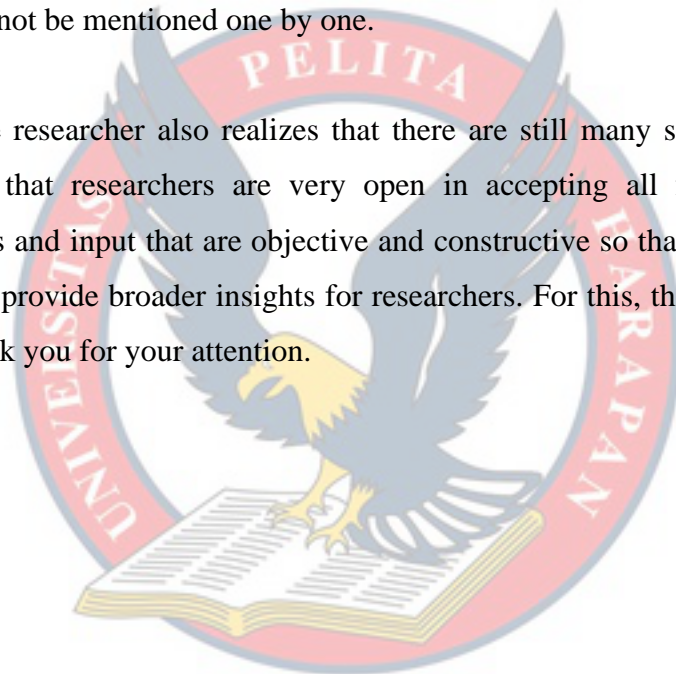 not be mentioned one by one.
PELITA
researcher also realizes that there are still many
that researchers are very open in accepting all
and input that are objective and constructive so
provide broader insights for researchers. For this,
you for your attention.
UNIVERSITAS
HARAPAN